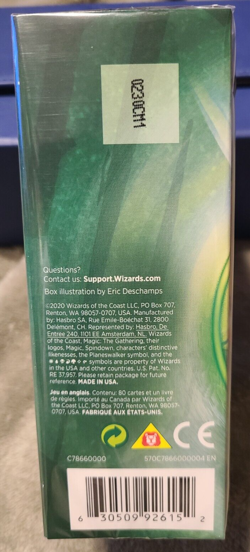 0230CM1
Questions?
Contact us: Support.Wizards.com
Box illustration by Eric Deschamps
©2020 Wizards of the Coast LLC, PO Box 707,
Renton, WA 98057-0707, USA. Manufactured
by: Hasbro SA, Rue Emile-Boéchat 31, 2800
Delémont, CH. Represented by: Hasbro, De
Entree 240, 1101 EE Amsterdam, NL. Wizards
of the Coast, Magic: The Gathering, their
logos, Magic, Spindown, characters' distinctive
likenesses, the Planeswalker symbol, and the
symbols are property of Wizards
in the USA and other countries. U.S. Pat. No.
RE 37,957. Please retain package for future
reference. MADE IN USA.
Jeu en anglais. Contenu: 80 cartes et un livre
de règles. Importé au Canada par Wizards of
the Coast LLC, PO Box 707, Renton, WA 98057-
0707, USA. FABRIQUÉ AUX ÉTATS-UNIS.
CE
C78660000 570C7866000004 EN
6 30509 92615 2